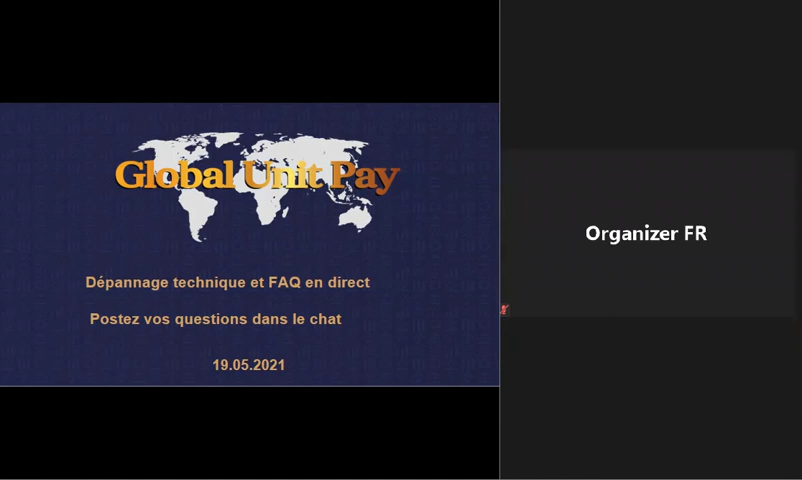 Global Unit Pay
Dépannage technique et FAQ en direct
Postez vos questions dans le chat
19.05.2021
Organizer FR